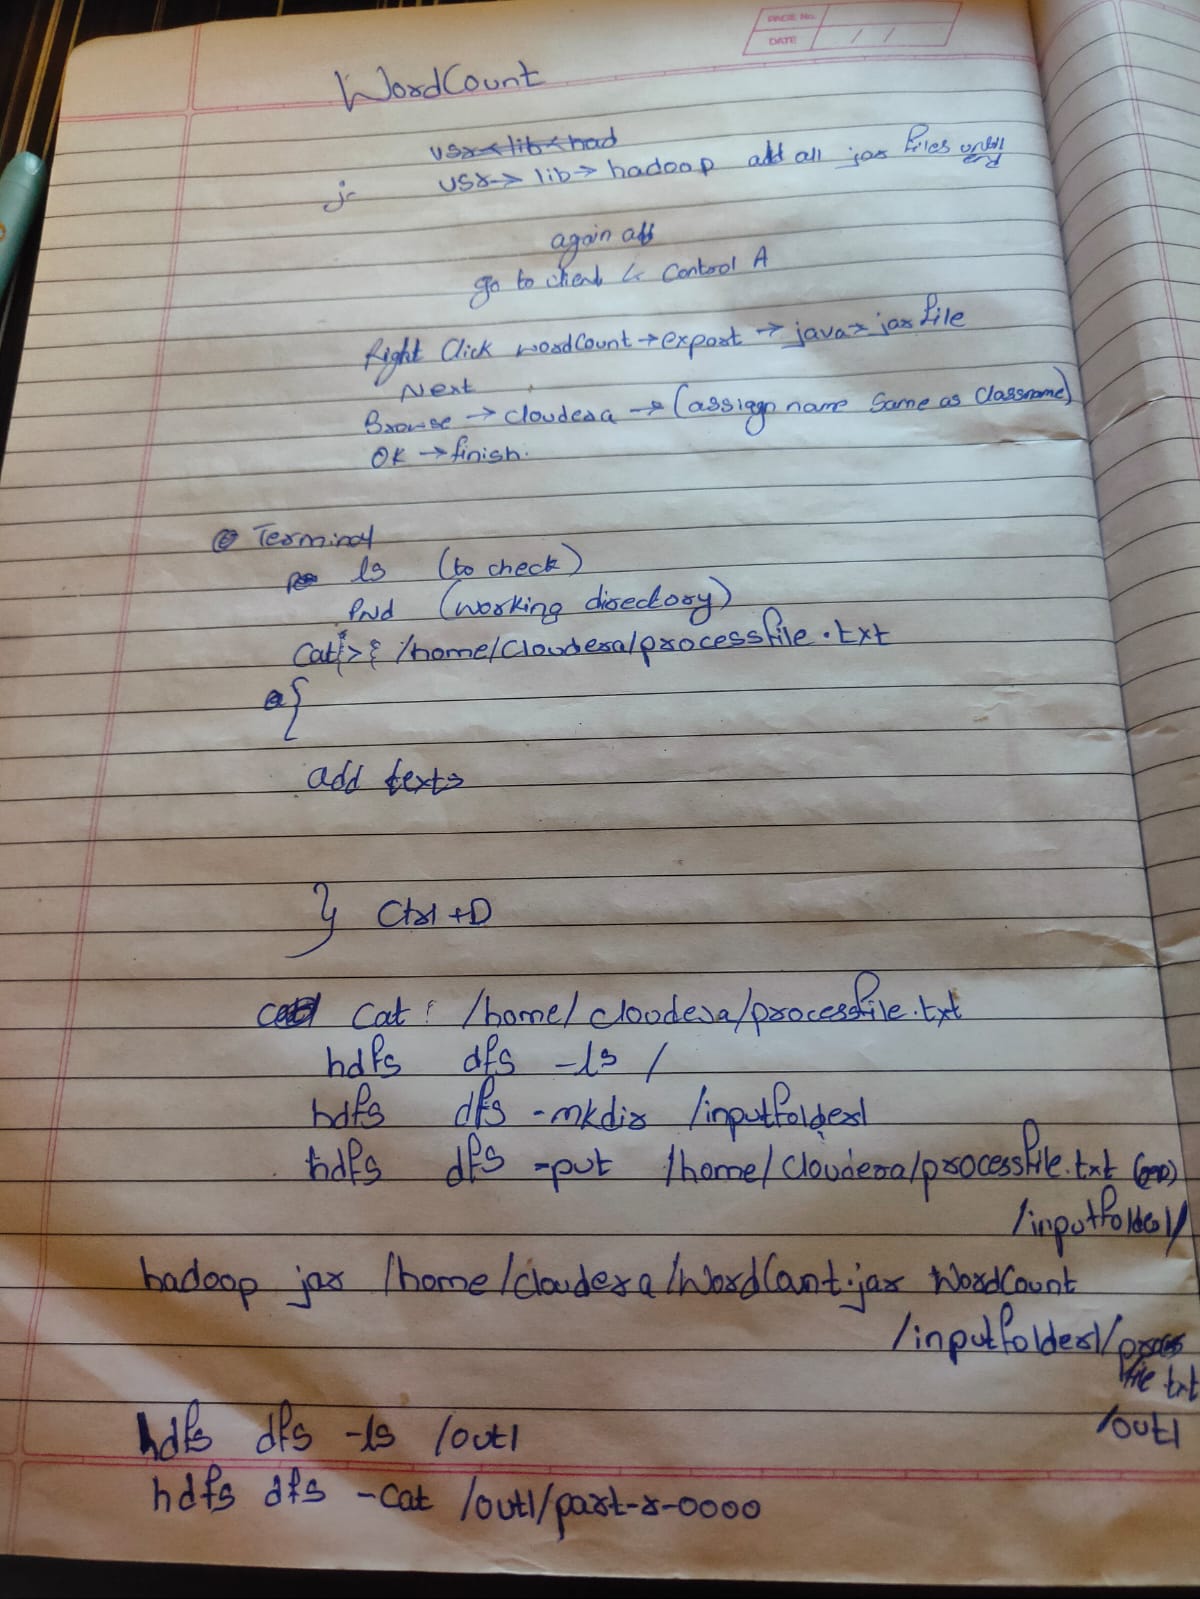 PAGE No.
DATE / /
WordCount
usr<lib<had
j-
usr-> lib-> hadoop add all jar files until
again all
go to client & Control A
Right Click wordCount -> export -> java -> jar file
Next
Browse -> cloudera -> (assiggn name Same as Classname)
OK -> finish.
Terminal
ls (to check)
Pwd (working directory)
Cat > { /home/cloudera/processfile.txt
{
add texts
} Ctrl +D
Cat : /home/cloudera/processfile.txt
hdfs dfs -ls /
hdfs dfs -mkdir /inputfolder1
hdfs dfs -put /home/cloudera/processfile.txt
/inputfolder1/
hadoop jar /home/cloudera/WordCount.jar WordCount
/inputfolder1/process
file txt
/out1
hdfs dfs -ls /out1
hdfs dfs -cat /out1/part-r-0000